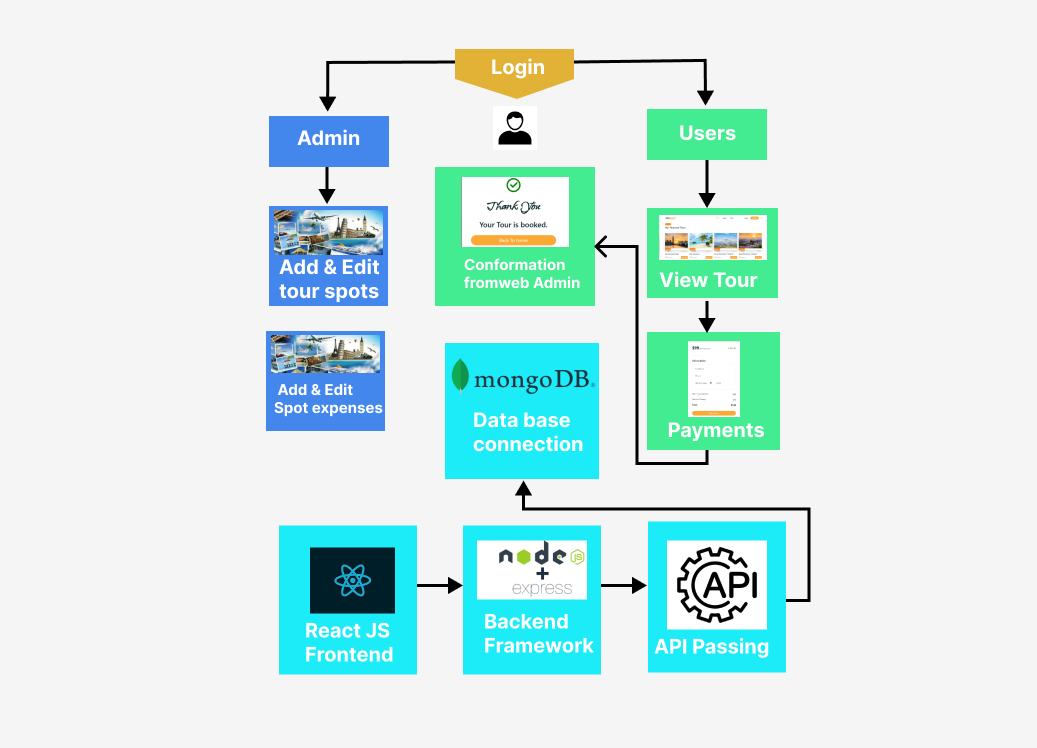 Login
Admin
Users
Thank You
Your Tour is booked.
Back To Home
Conformation
fromweb Admin
Add & Edit
tour spots
View Tour
Add & Edit
Spot expenses
mongoDB®
Data base
connection
$99
Payments
node
JS
+
express
API
React JS
Frontend
Backend
Framework
API Passing